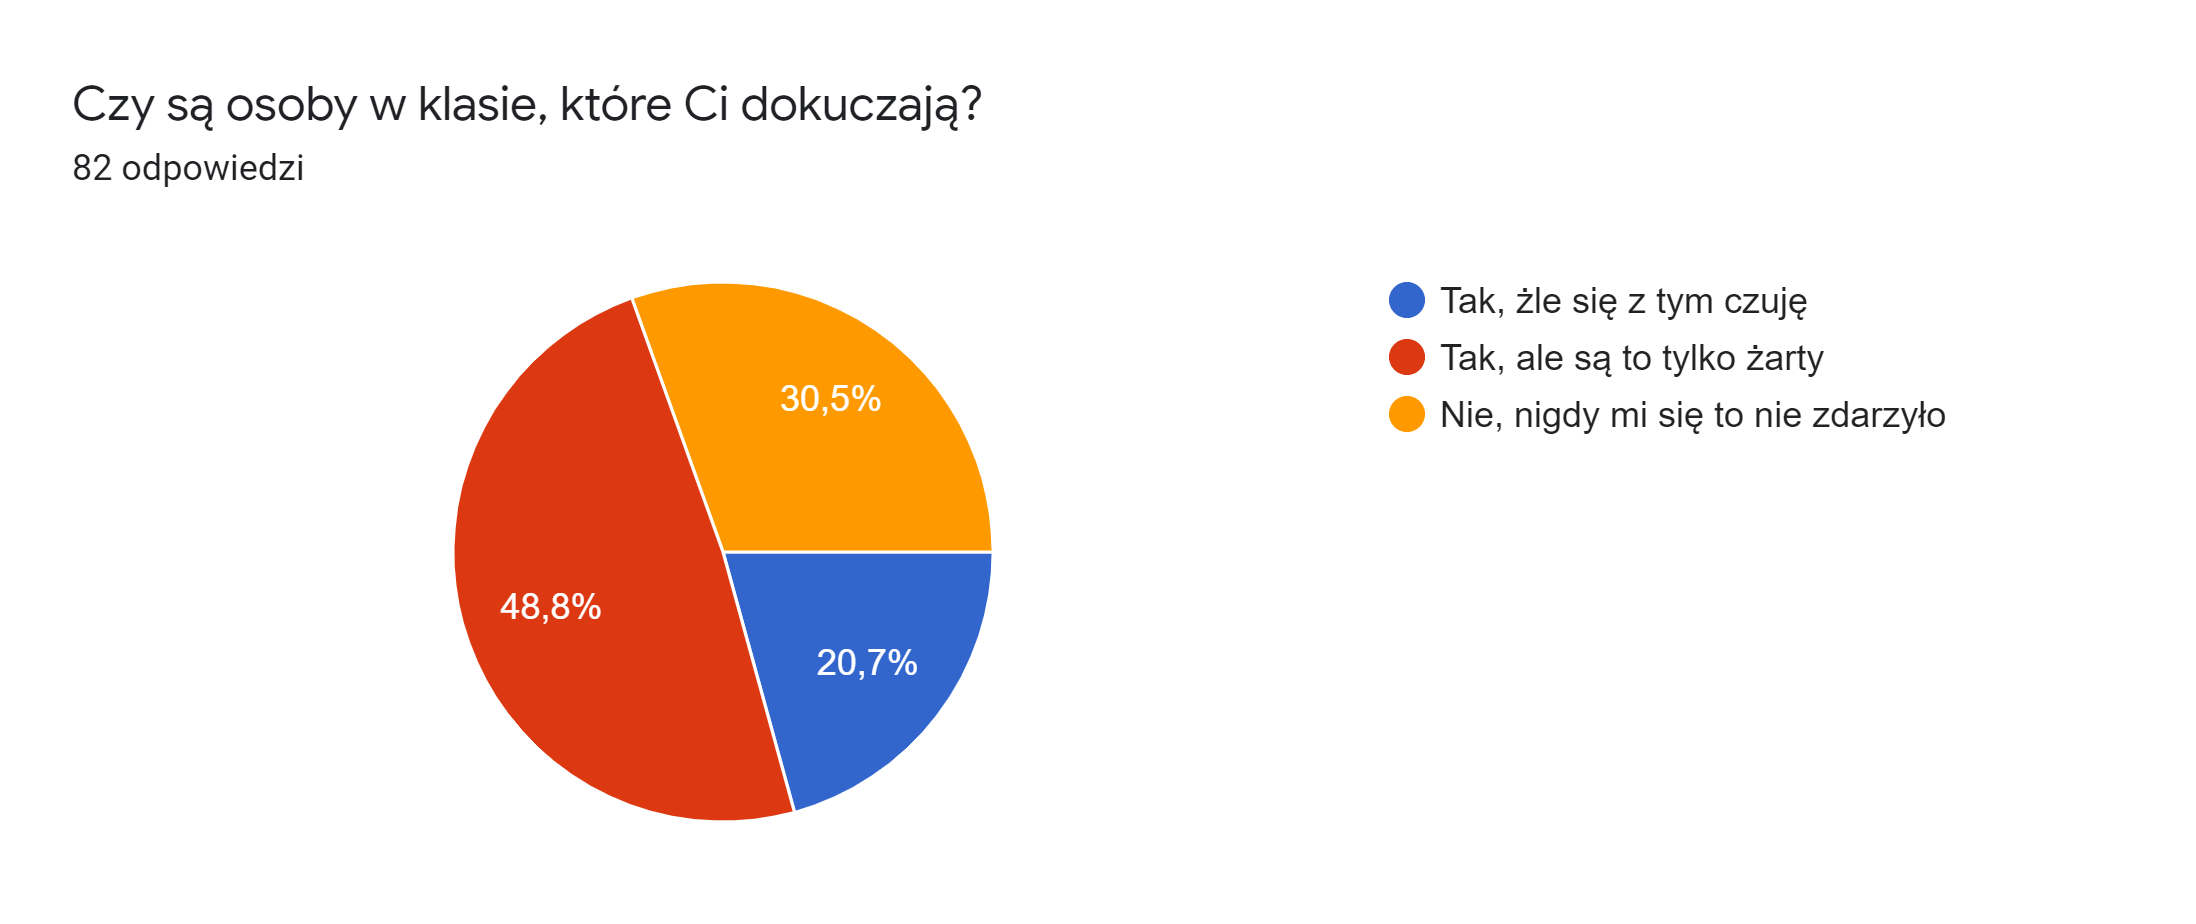 Czy są osoby w klasie, które Ci dokuczają?
82 odpowiedzi
Tak, żle się z tym czuję
Tak, ale są to tylko żarty
Nie, nigdy mi się to nie zdarzyło
30,5%
48,8%
20,7%